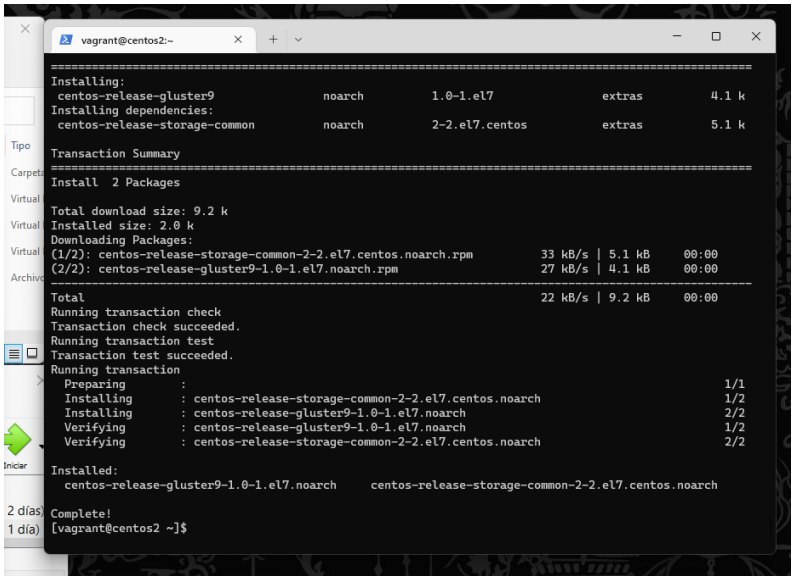 vagrant@centos2:~
================================================================================
Installing:
centos-release-gluster9 noarch 1.0-1.el7 extras 4.1 k
Installing dependencies:
centos-release-storage-common noarch 2-2.el7.centos extras 5.1 k
Transaction Summary
================================================================================
Install 2 Packages
Total download size: 9.2 k
Installed size: 2.0 k
Downloading Packages:
(1/2): centos-release-storage-common-2-2.el7.centos.noarch.rpm 33 kB/s | 5.1 kB 00:00
(2/2): centos-release-gluster9-1.0-1.el7.noarch.rpm 27 kB/s | 4.1 kB 00:00
--------------------------------------------------------------------------------
Total 22 kB/s | 9.2 kB 00:00
Running transaction check
Transaction check succeeded.
Running transaction test
Transaction test succeeded.
Running transaction
Preparing : 1/1
Installing : centos-release-storage-common-2-2.el7.centos.noarch 1/2
Installing : centos-release-gluster9-1.0-1.el7.noarch 2/2
Verifying : centos-release-gluster9-1.0-1.el7.noarch 1/2
Verifying : centos-release-storage-common-2-2.el7.centos.noarch 2/2
Installed:
centos-release-gluster9-1.0-1.el7.noarch centos-release-storage-common-2-2.el7.centos.noarch
Complete!
[vagrant@centos2 ~]$
Tipo
Carpeta
Virtual
Virtual
Virtual
Archivo
Iniciar
2 días)
1 día)